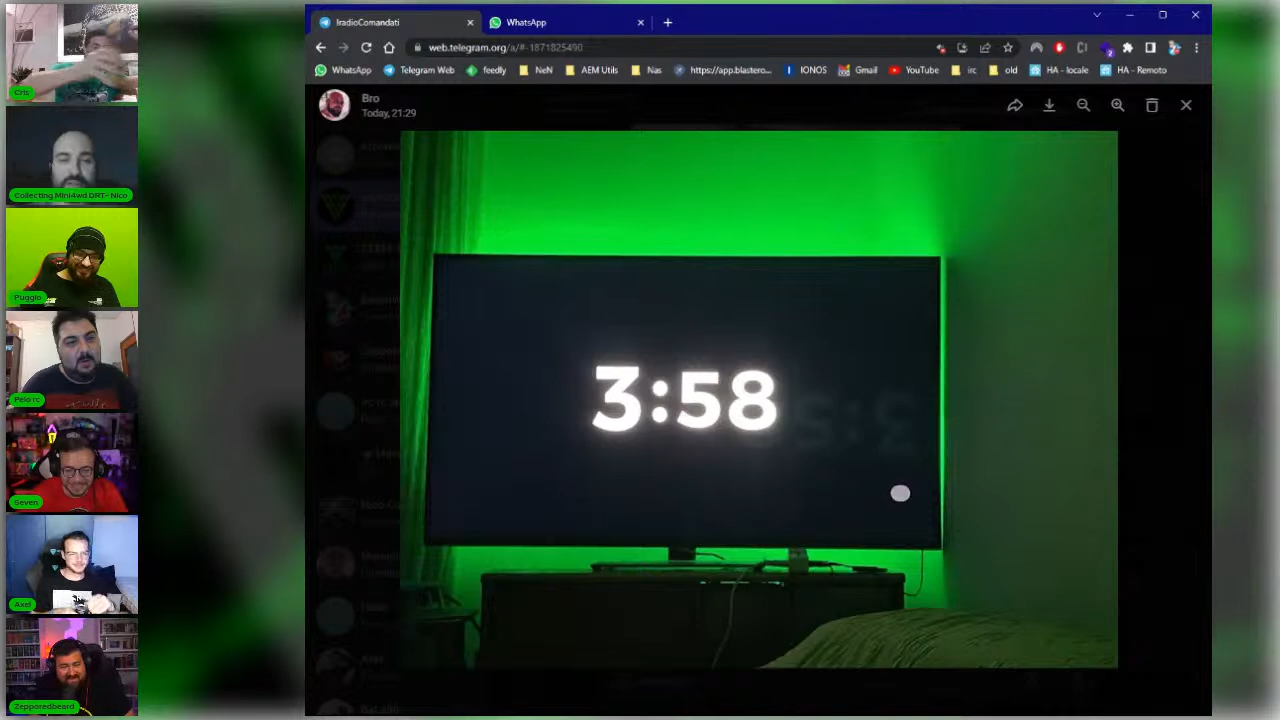 Cris
Collecting Mini4wd DRT- Nico
Puggio
Pelo rc
Seven
Axel
Zepporedbeard
IradioComandati
WhatsApp
web.telegram.org/a/#-1871825490
WhatsApp Telegram Web feedly NeN AEM Utils Nas https://app.blastero... IONOS Gmail YouTube irc old HA - locale HA - Remoto
Bro
Today, 21:29
3:58